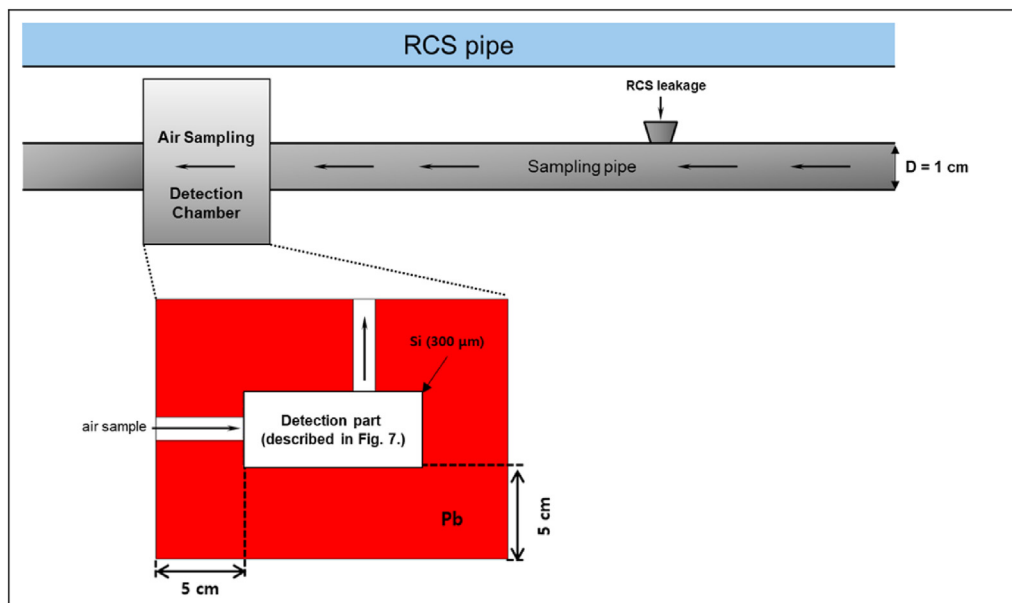 RCS pipe
RCS leakage
Air Sampling
Detection
Chamber
Sampling pipe
D = 1 cm
Si (300 µm)
air sample
Detection part
(described in Fig. 7.)
Pb
5 cm
5 cm